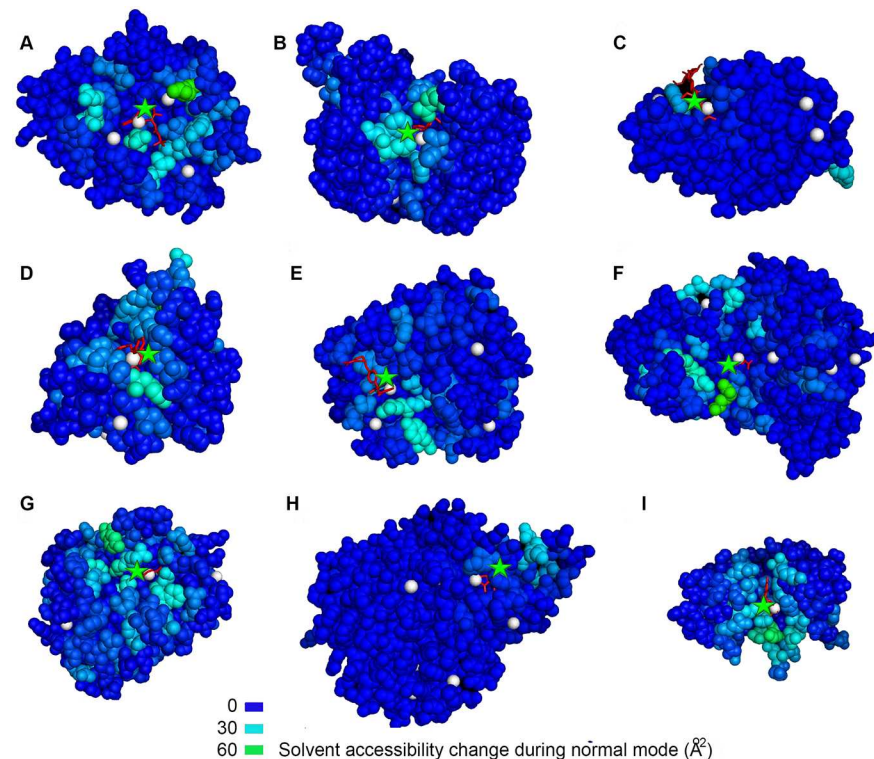 A
B
C
D
E
F
G
H
I
0
30
60 Solvent accessibility change during normal mode (Å²)